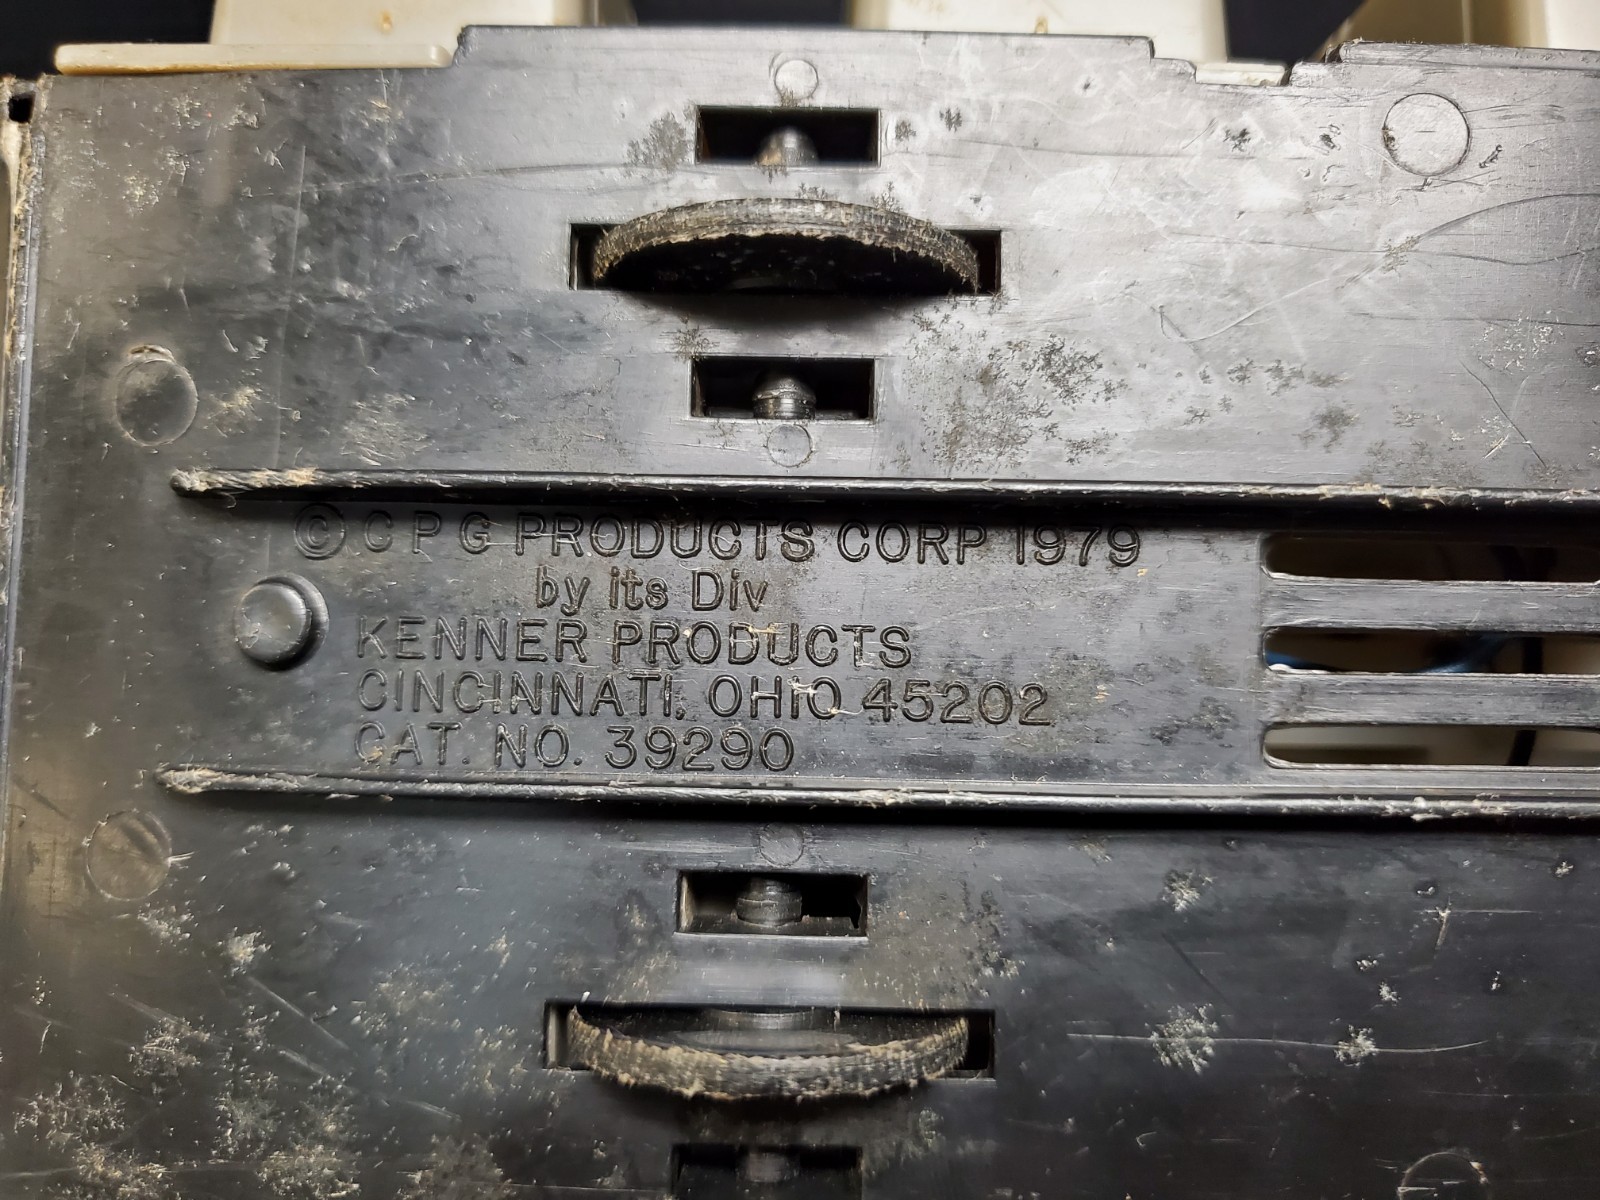 © C P G PRODUCTS CORP 1979
by its Div
KENNER PRODUCTS
CINCINNATI, OHIO 45202
CAT. NO. 39290